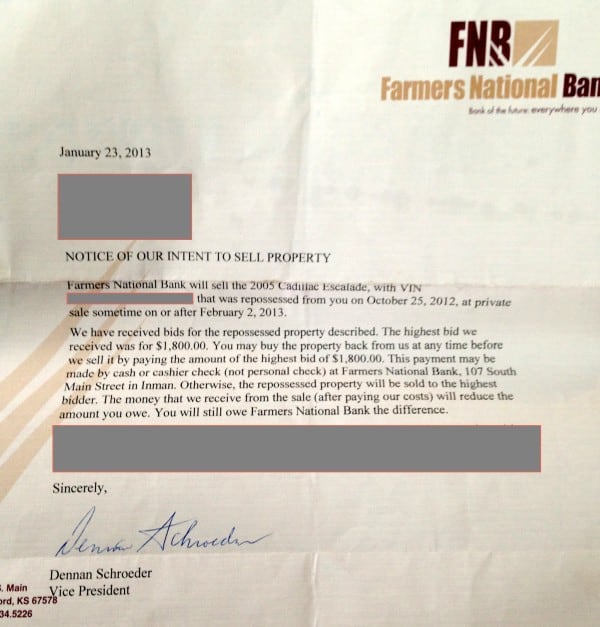 FNB
Farmers National Ban
Bank of the future: everywhere you
January 23, 2013
NOTICE OF OUR INTENT TO SELL PROPERTY
Farmers National Bank will sell the 2005 Cadillac Escalade, with VIN
that was repossessed from you on October 25, 2012, at private
sale sometime on or after February 2, 2013.
We have received bids for the repossessed property described. The highest bid we
received was for $1,800.00. You may buy the property back from us at any time before
we sell it by paying the amount of the highest bid of $1,800.00. This payment may be
made by cash or cashier check (not personal check) at Farmers National Bank, 107 South
Main Street in Inman. Otherwise, the repossessed property will be sold to the highest
bidder. The money that we receive from the sale (after paying our costs) will reduce the
amount you owe. You will still owe Farmers National Bank the difference.
Sincerely,
Dennan Schroeder
Dennan Schroeder
Vice President
S. Main
ord, KS 67578
34.5226